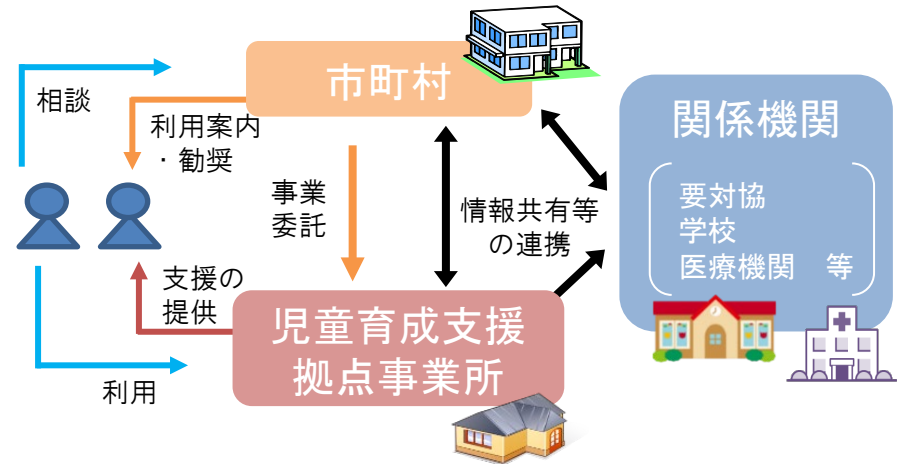 市町村
相談
利用案内
・勧奨
事業
委託
情報共有等
の連携
関係機関
要対協
学校
医療機関　等
支援の
提供
児童育成支援
拠点事業所
利用